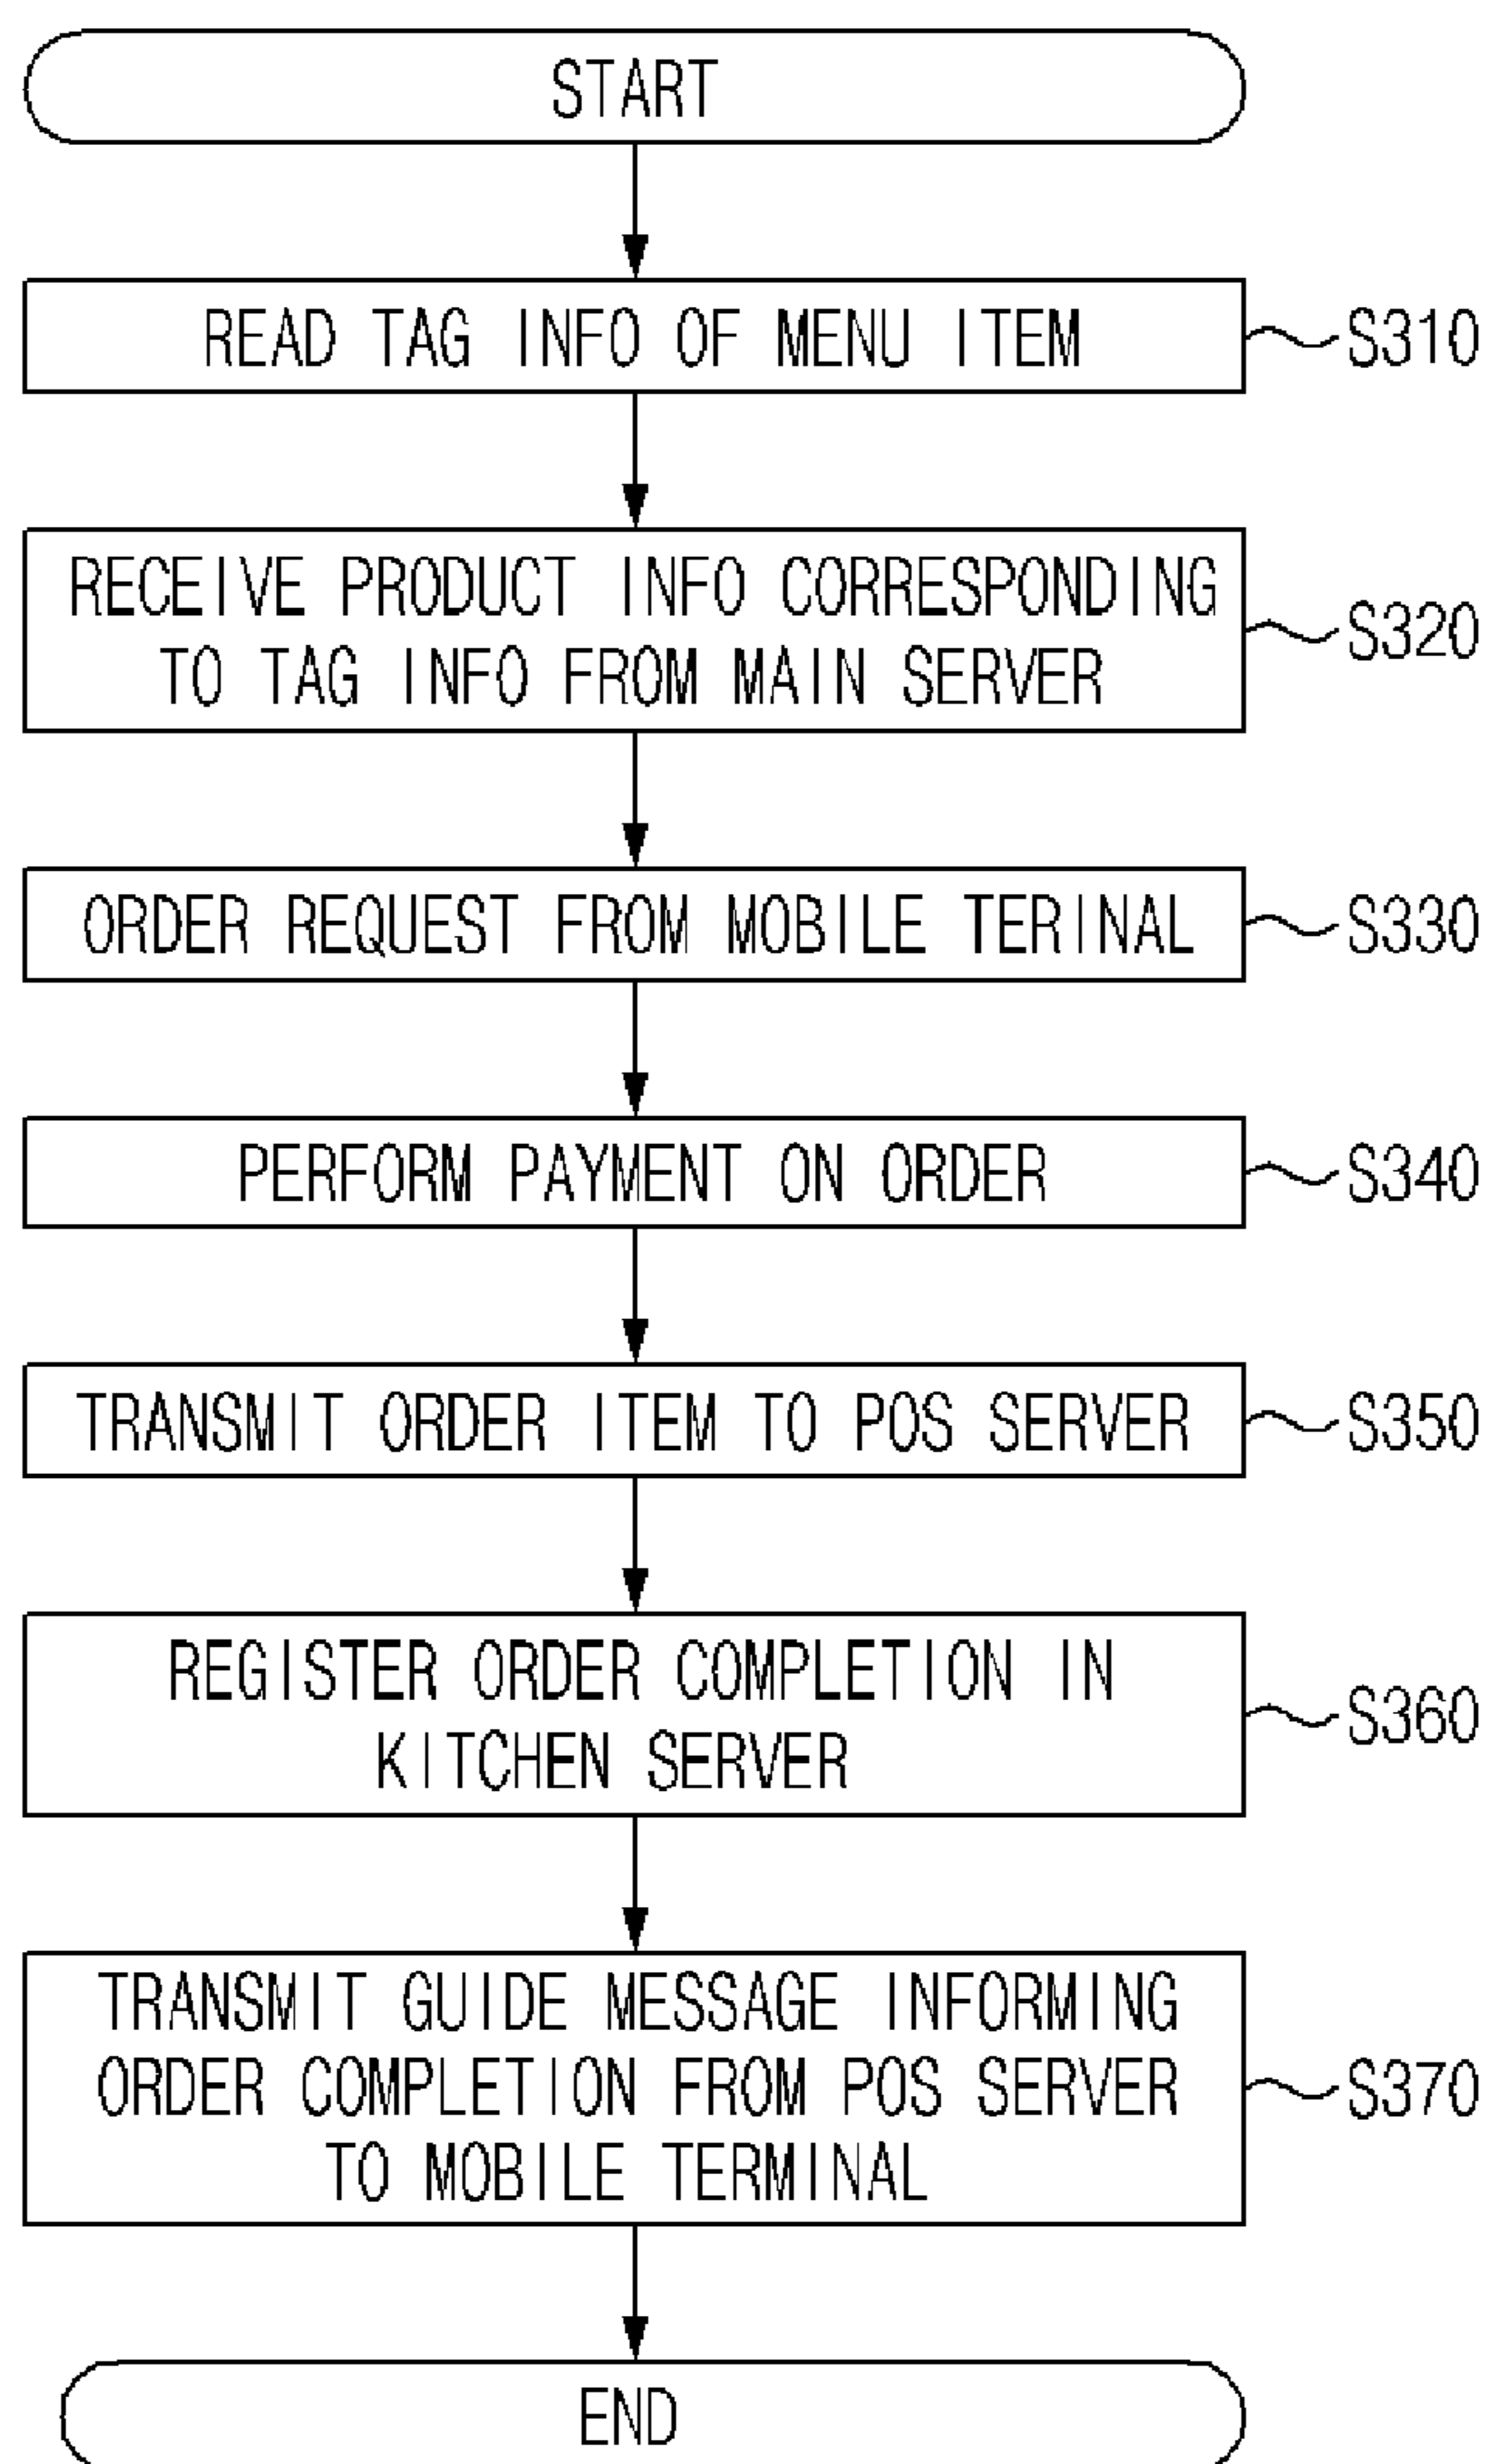 START
READ TAG INFO OF MENU ITEM
S310
RECEIVE PRODUCT INFO CORRESPONDING
TO TAG INFO FROM MAIN SERVER
S320
ORDER REQUEST FROM MOBILE TERINAL
S330
PERFORM PAYMENT ON ORDER
S340
TRANSMIT ORDER ITEM TO POS SERVER
S350
REGISTER ORDER COMPLETION IN
KITCHEN SERVER
S360
TRANSMIT GUIDE MESSAGE INFORMING
ORDER COMPLETION FROM POS SERVER
TO MOBILE TERMINAL
S370
END